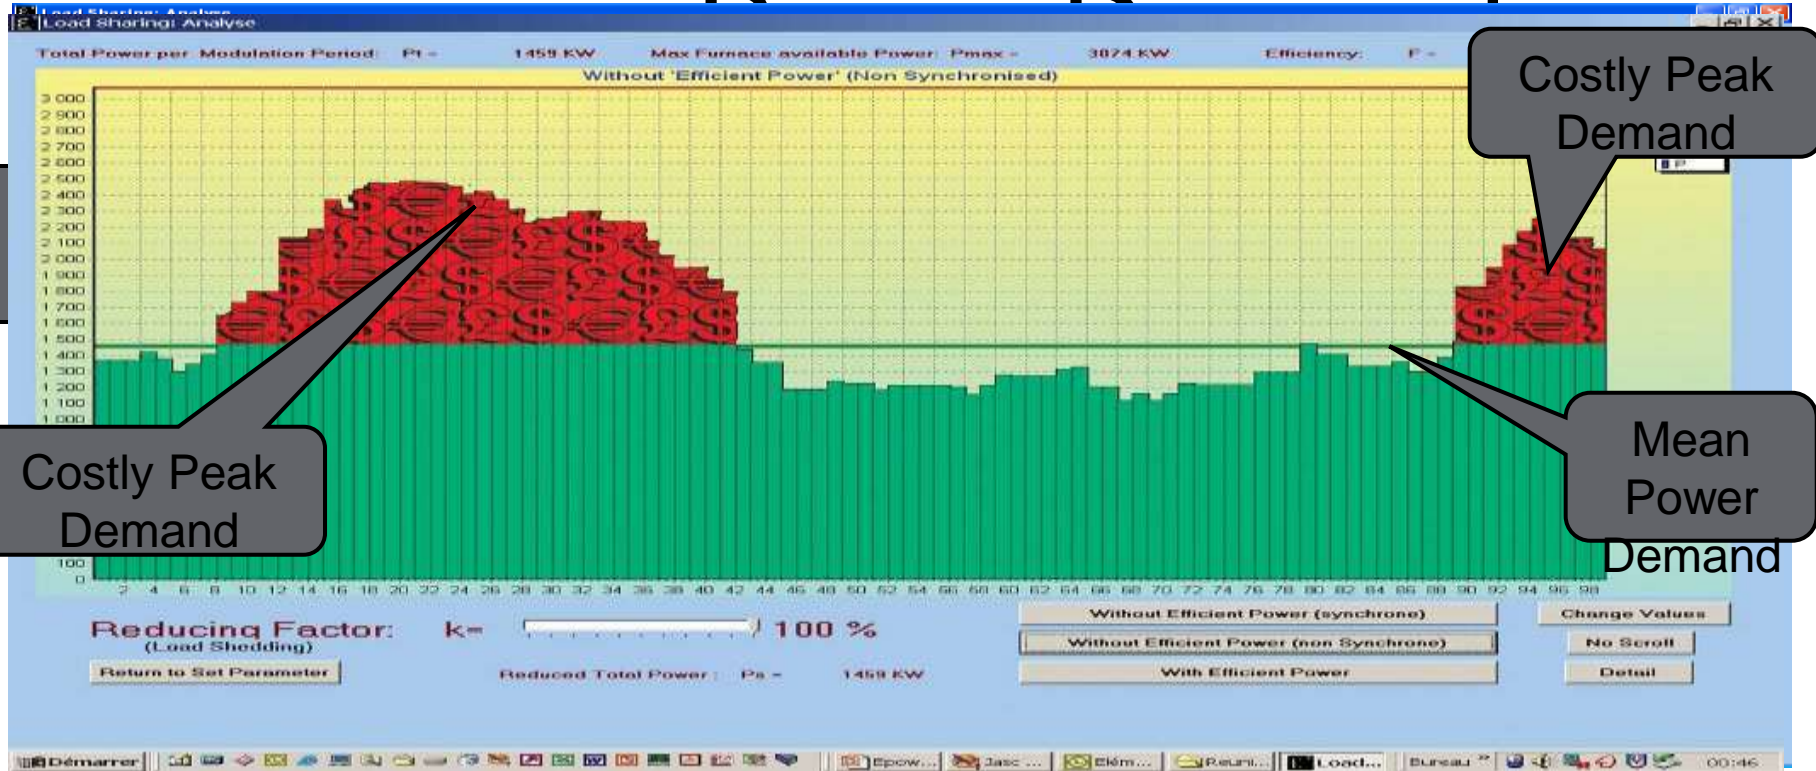 Load Sharing: Analyse
Load Sharing: Analyse
Total Power per Modulation Period: Pt = 1459 KW Max Furnace available Power: Pmax = 3074 KW Efficiency: F =
Without 'Efficient Power' (Non Synchronised)
Costly Peak
Demand
P
3 000
2 900
2 800
2 700
2 600
2 500
2 400
2 300
2 200
2 100
2 000
1 900
1 800
1 700
1 600
1 500
1 400
1 300
1 200
1 100
1 000
100
0
Costly Peak
Demand
Mean
Power
Demand
2 4 6 8 10 12 14 16 18 20 22 24 26 28 30 32 34 36 38 40 42 44 46 48 50 52 54 56 58 60 62 64 66 68 70 72 74 76 78 80 82 84 86 88 90 92 94 96 98
Reducing Factor: k= 100 %
(Load Shedding)
Without Efficient Power (synchrone)
Change Values
Without Efficient Power (non Synchrone)
No Scroll
Return to Set Parameter
Reduced Total Power : Ps = 1459 KW
With Efficient Power
Detail
Démarrer Epow... Jasc ... Elém... Reuni... Load... Bureau » 00:46